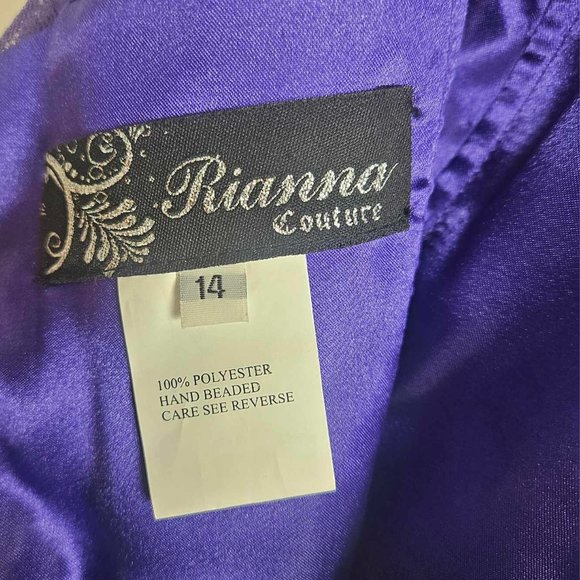 Rianna
Couture
14
100% POLYESTER
HAND BEADED
CARE SEE REVERSE